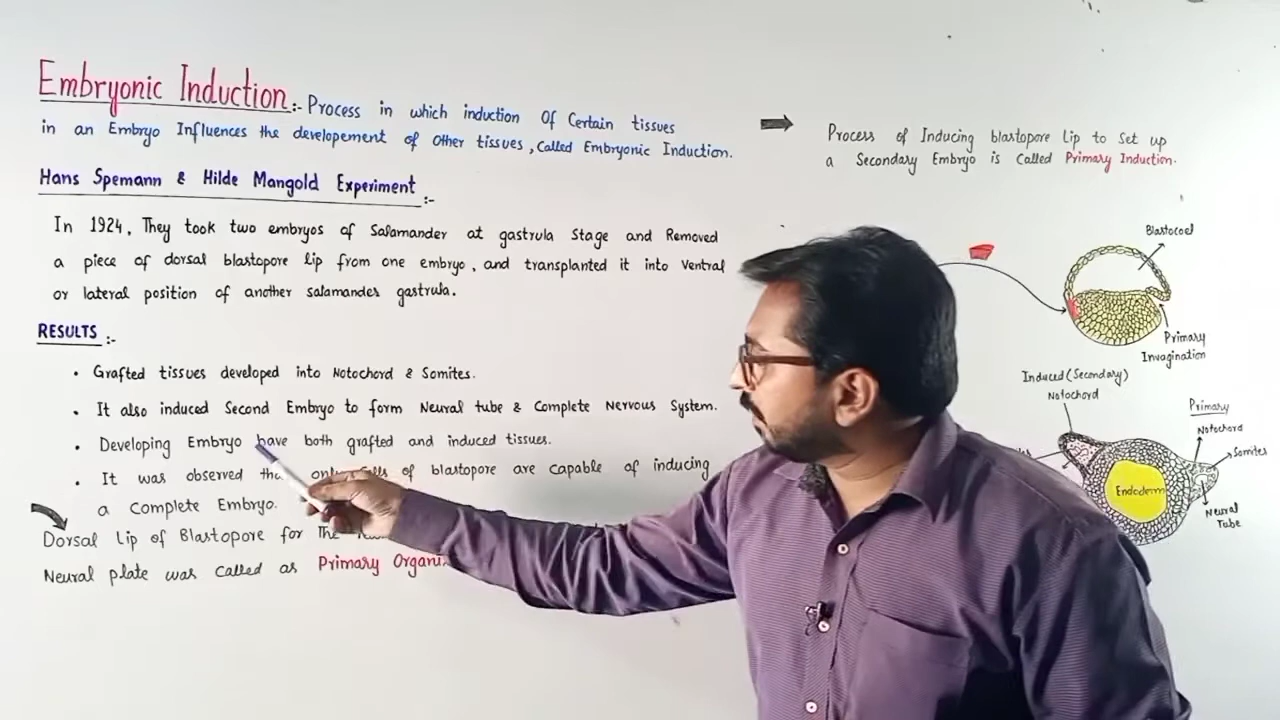 Embryonic Induction:- Process in which induction Of Certain tissues
in an Embryo Influences the developement of Other tissues, Called Embryonic Induction.
Hans Spemann & Hilde Mangold Experiment :-
In 1924, They took two embryos of Salamander at gastrula Stage and Removed
a piece of dorsal blastopore lip from one embryo, and transplanted it into Ventral
or lateral position of another salamander gastrula.
RESULTS :-
• Grafted tissues developed into Notochord & Somites.
• It also induced Second Embryo to form Neural tube & Complete Nervous System.
• Developing Embryo have both grafted and induced tissues.
• It was observed of blastopore are capable of inducing
a Complete Embryo.
Dorsal Lip of Blastopore for The
Neural plate was called as Primary
Process of Inducing blastopore Lip to Set up
a Secondary Embryo is Called Primary Induction.
Blastocoel
Primary
Invagination
Induced (Secondary)
Notochord
Primary
Notochord
Somites
Endoderm
Neural
Tube